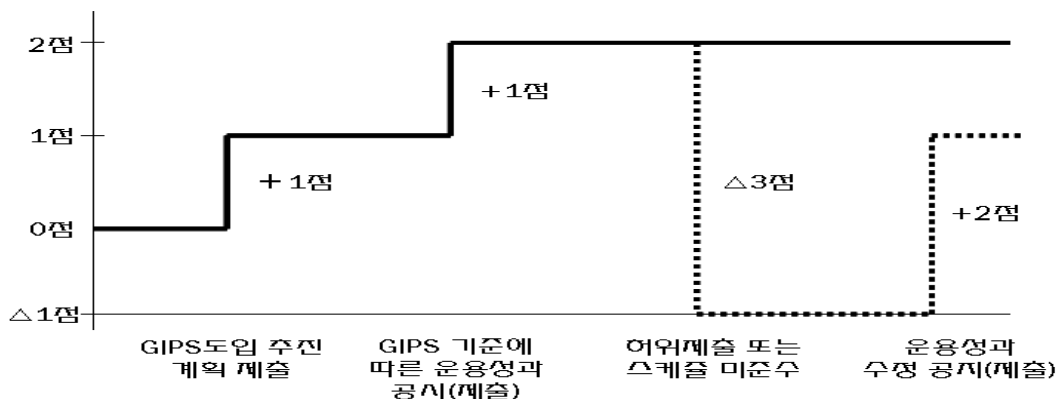 2점
+1점
1점
+1점
△3점
0점
+2점
△1점
GIPS도입 추진
계획 제출
GIPS 기준에
따른 운용성과
공시(제출)
허위제출 또는
스케줄 미준수
운용성과
수정 공시(제출)